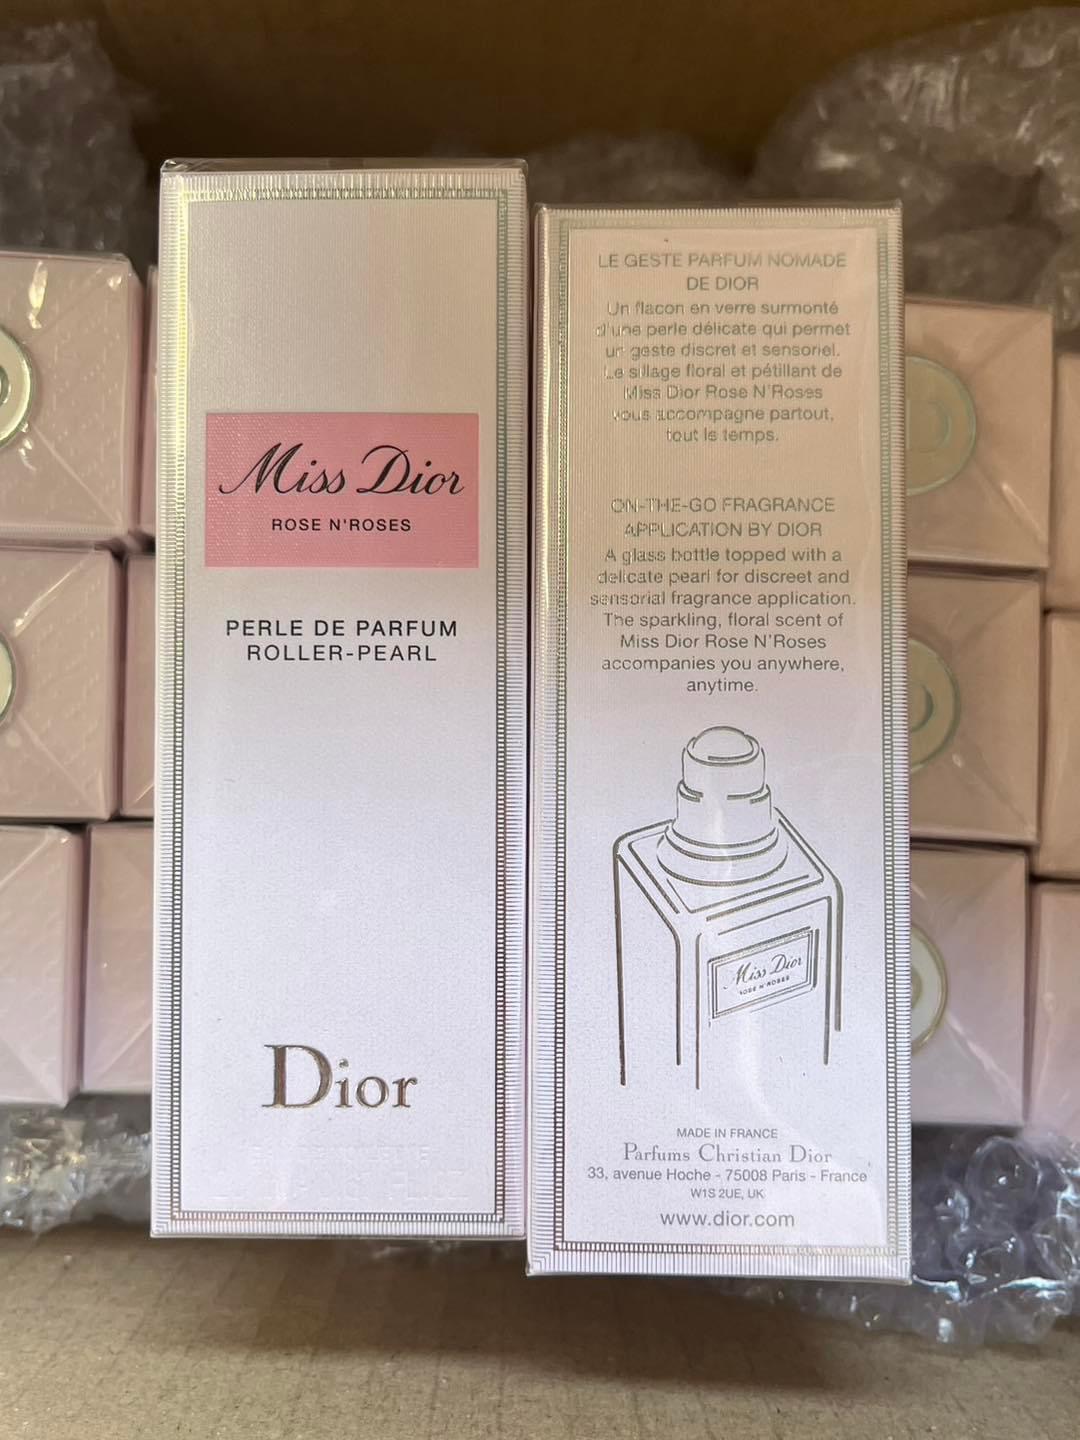 Miss Dior
ROSE N'ROSES
PERLE DE PARFUM
ROLLER-PEARL
Dior
LE GESTE PARFUM NOMADE
DE DIOR
Un flacon en verre surmonté
d'une perle délicate qui permet
un geste discret et sensoriel.
Le sillage floral et pétillant de
Miss Dior Rose N'Roses
vous accompagne partout,
tout le temps.
ON-THE-GO FRAGRANCE
APPLICATION BY DIOR
A glass bottle topped with a
delicate pearl for discreet and
sensorial fragrance application.
The sparkling, floral scent of
Miss Dior Rose N'Roses
accompanies you anywhere,
anytime.
Miss Dior
ROSE N'ROSES
MADE IN FRANCE
Parfums Christian Dior
33, avenue Hoche - 75008 Paris - France
W1S 2UE, UK
www.dior.com